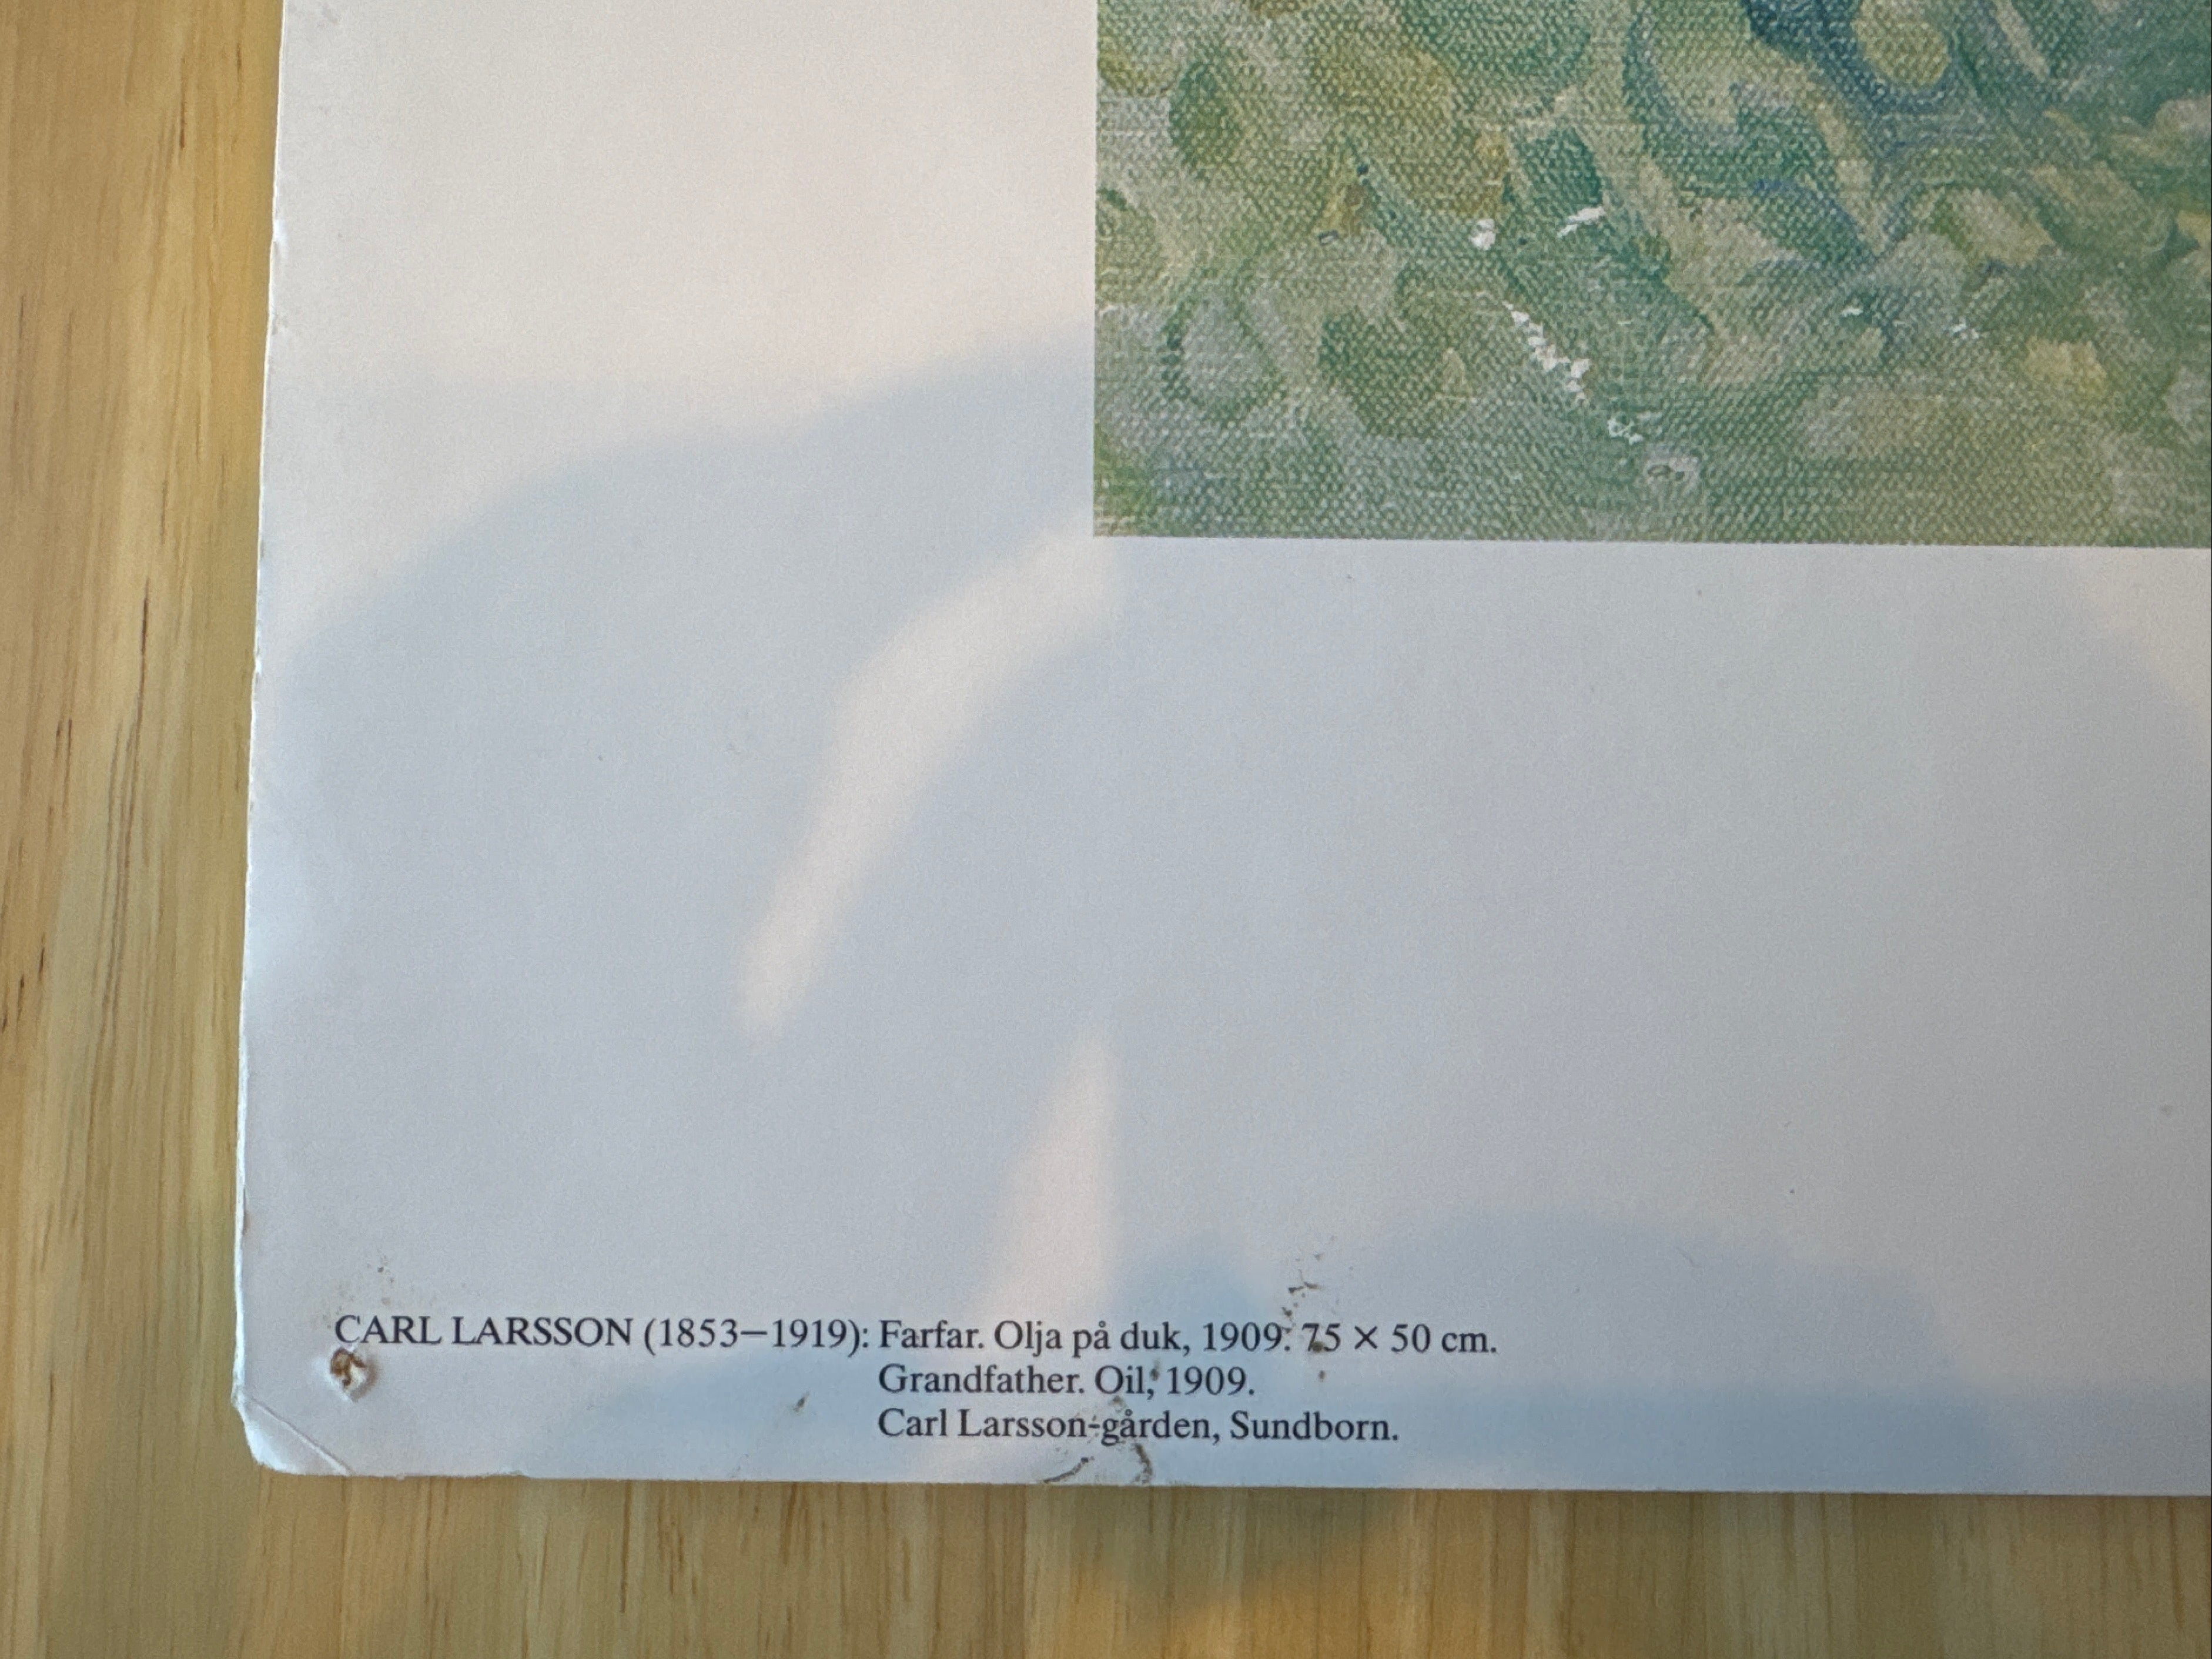 CARL LARSSON (1853–1919): Farfar. Olja på duk, 1909. 75 × 50 cm.
Grandfather. Oil, 1909.
Carl Larsson-gården, Sundborn.